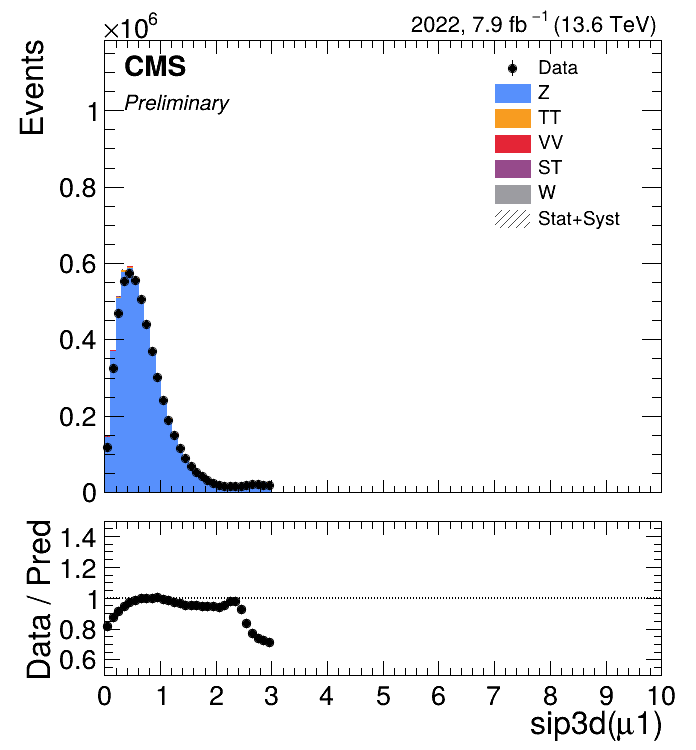 ×10⁶
2022, 7.9 fb⁻¹ (13.6 TeV)
Events
CMS
Preliminary
Data
Z
TT
VV
ST
W
Stat+Syst
1
0.8
0.6
0.4
0.2
0
Data / Pred
1.4
1.2
1
0.8
0.6
0 1 2 3 4 5 6 7 8 9 10
sip3d(μ1)